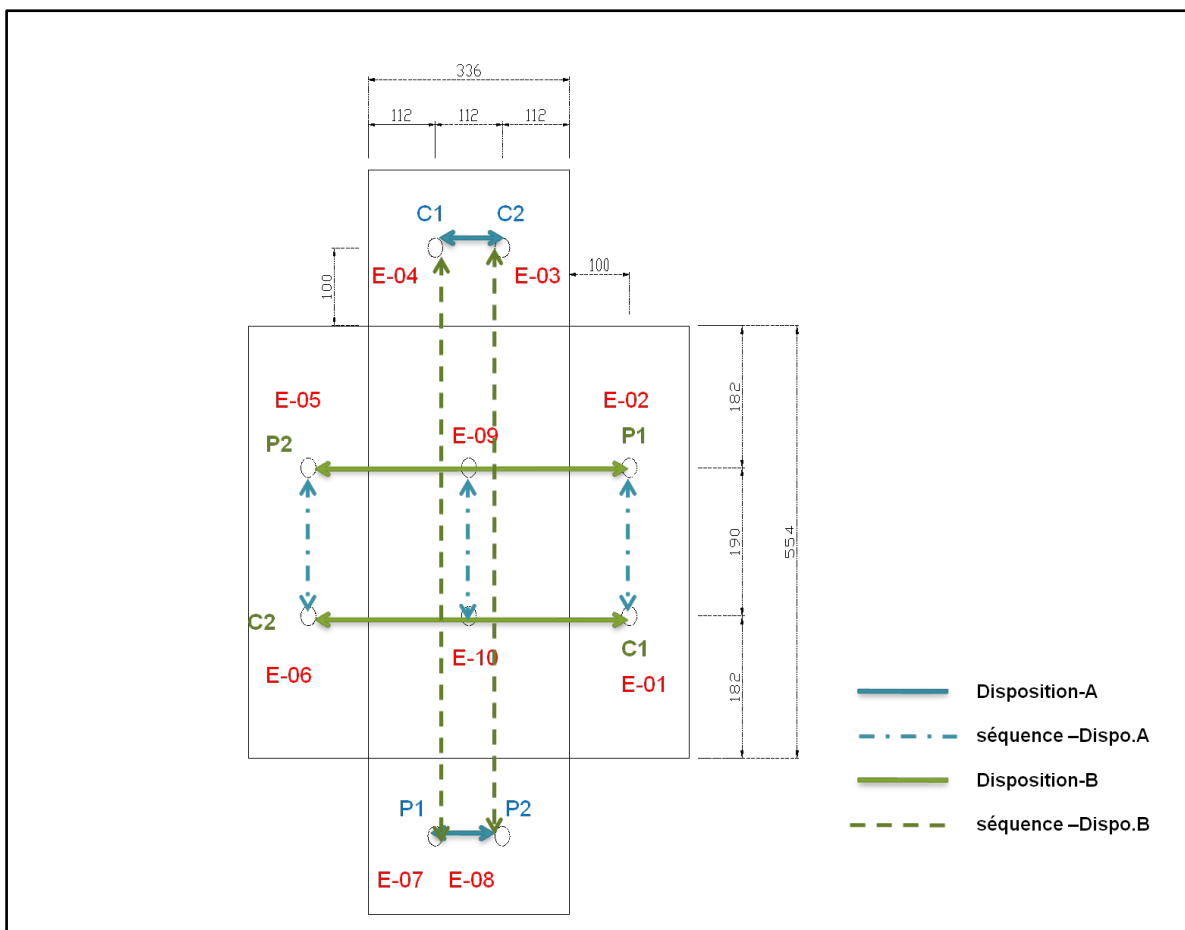 336
112 112 112
C1 C2
E-04 E-03
100
100
E-05 E-02
182
P2 E-09 P1
190
554
C2 E-10 C1
E-06 E-01
182
Disposition-A
séquence –Dispo.A
Disposition-B
P1 P2
séquence –Dispo.B
E-07 E-08